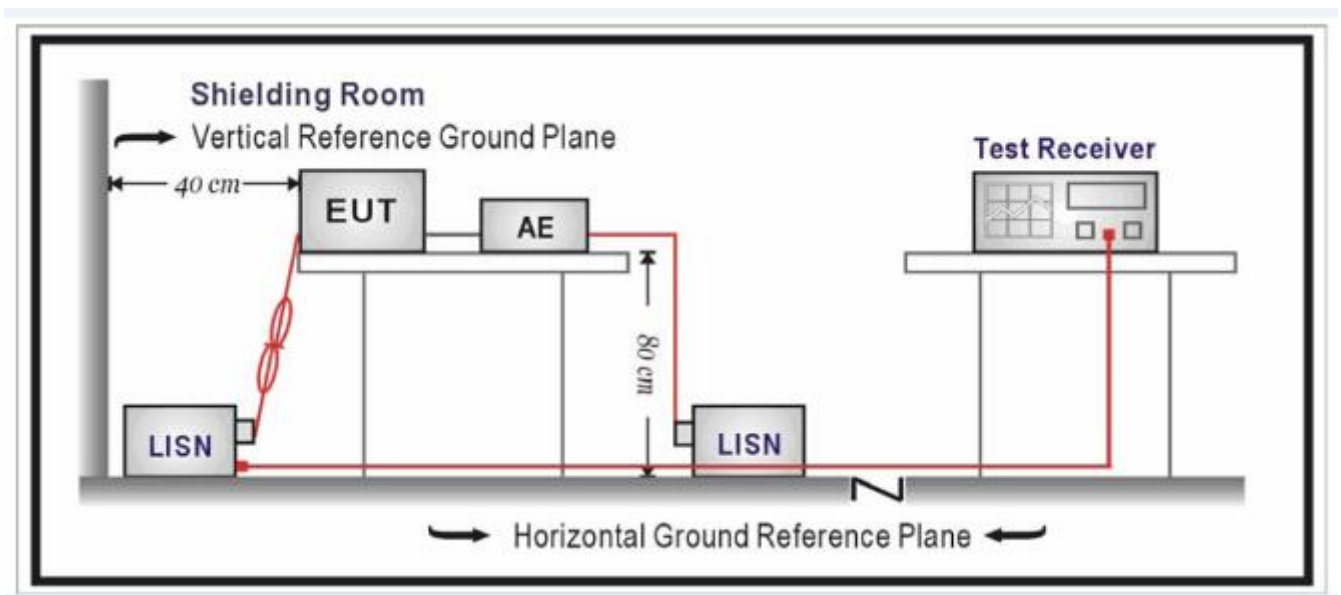 Shielding Room
Vertical Reference Ground Plane
40 cm
EUT
AE
Test Receiver
80 cm
LISN
LISN
Horizontal Ground Reference Plane